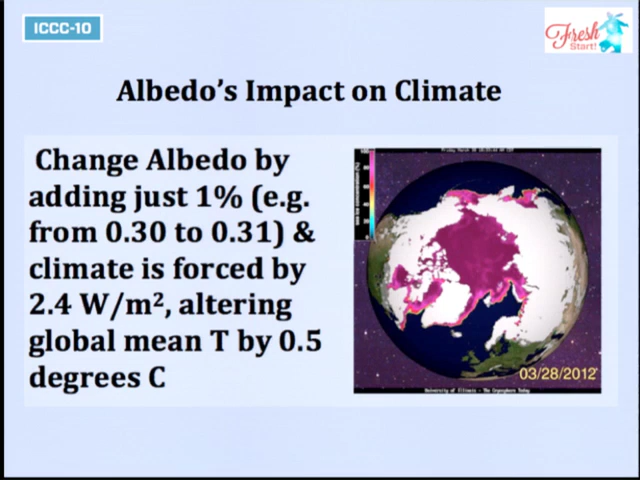 ICCC-10
Fresh
Start!
Albedo's Impact on Climate
Change Albedo by
adding just 1% (e.g.
from 0.30 to 0.31) &
climate is forced by
2.4 W/m², altering
global mean T by 0.5
degrees C
03/28/2012
University of Illinois - The Cryosphere Today